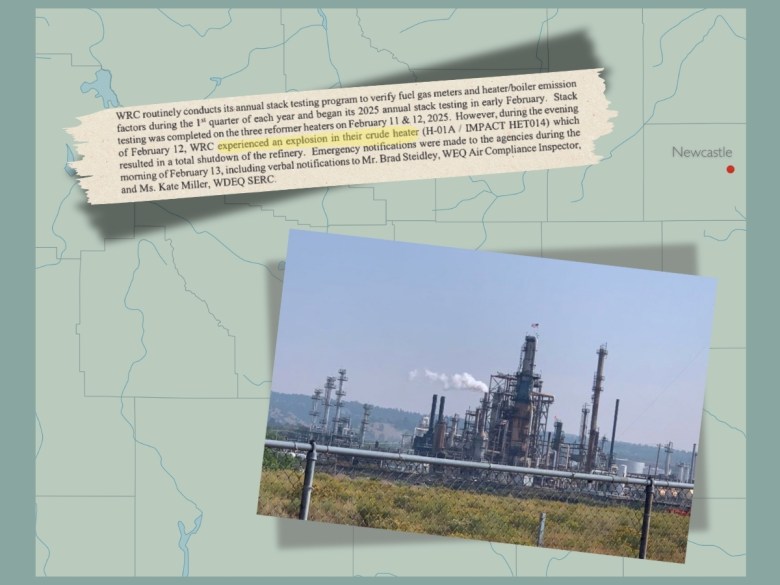 WRC routinely conducts its annual stack testing program to verify fuel gas meters and heater/boiler emission
factors during the 1st quarter of each year and began its 2025 annual stack testing in early February. Stack
testing was completed on the three reformer heaters on February 11 & 12, 2025. However, during the evening
of February 12, WRC experienced an explosion in their crude heater (H-01A / IMPACT HET014) which
resulted in a total shutdown of the refinery. Emergency notifications were made to the agencies during the
morning of February 13, including verbal notifications to Mr. Brad Steidley, WEQ Air Compliance Inspector,
and Ms. Kate Miller, WDEQ SERC.
Newcastle